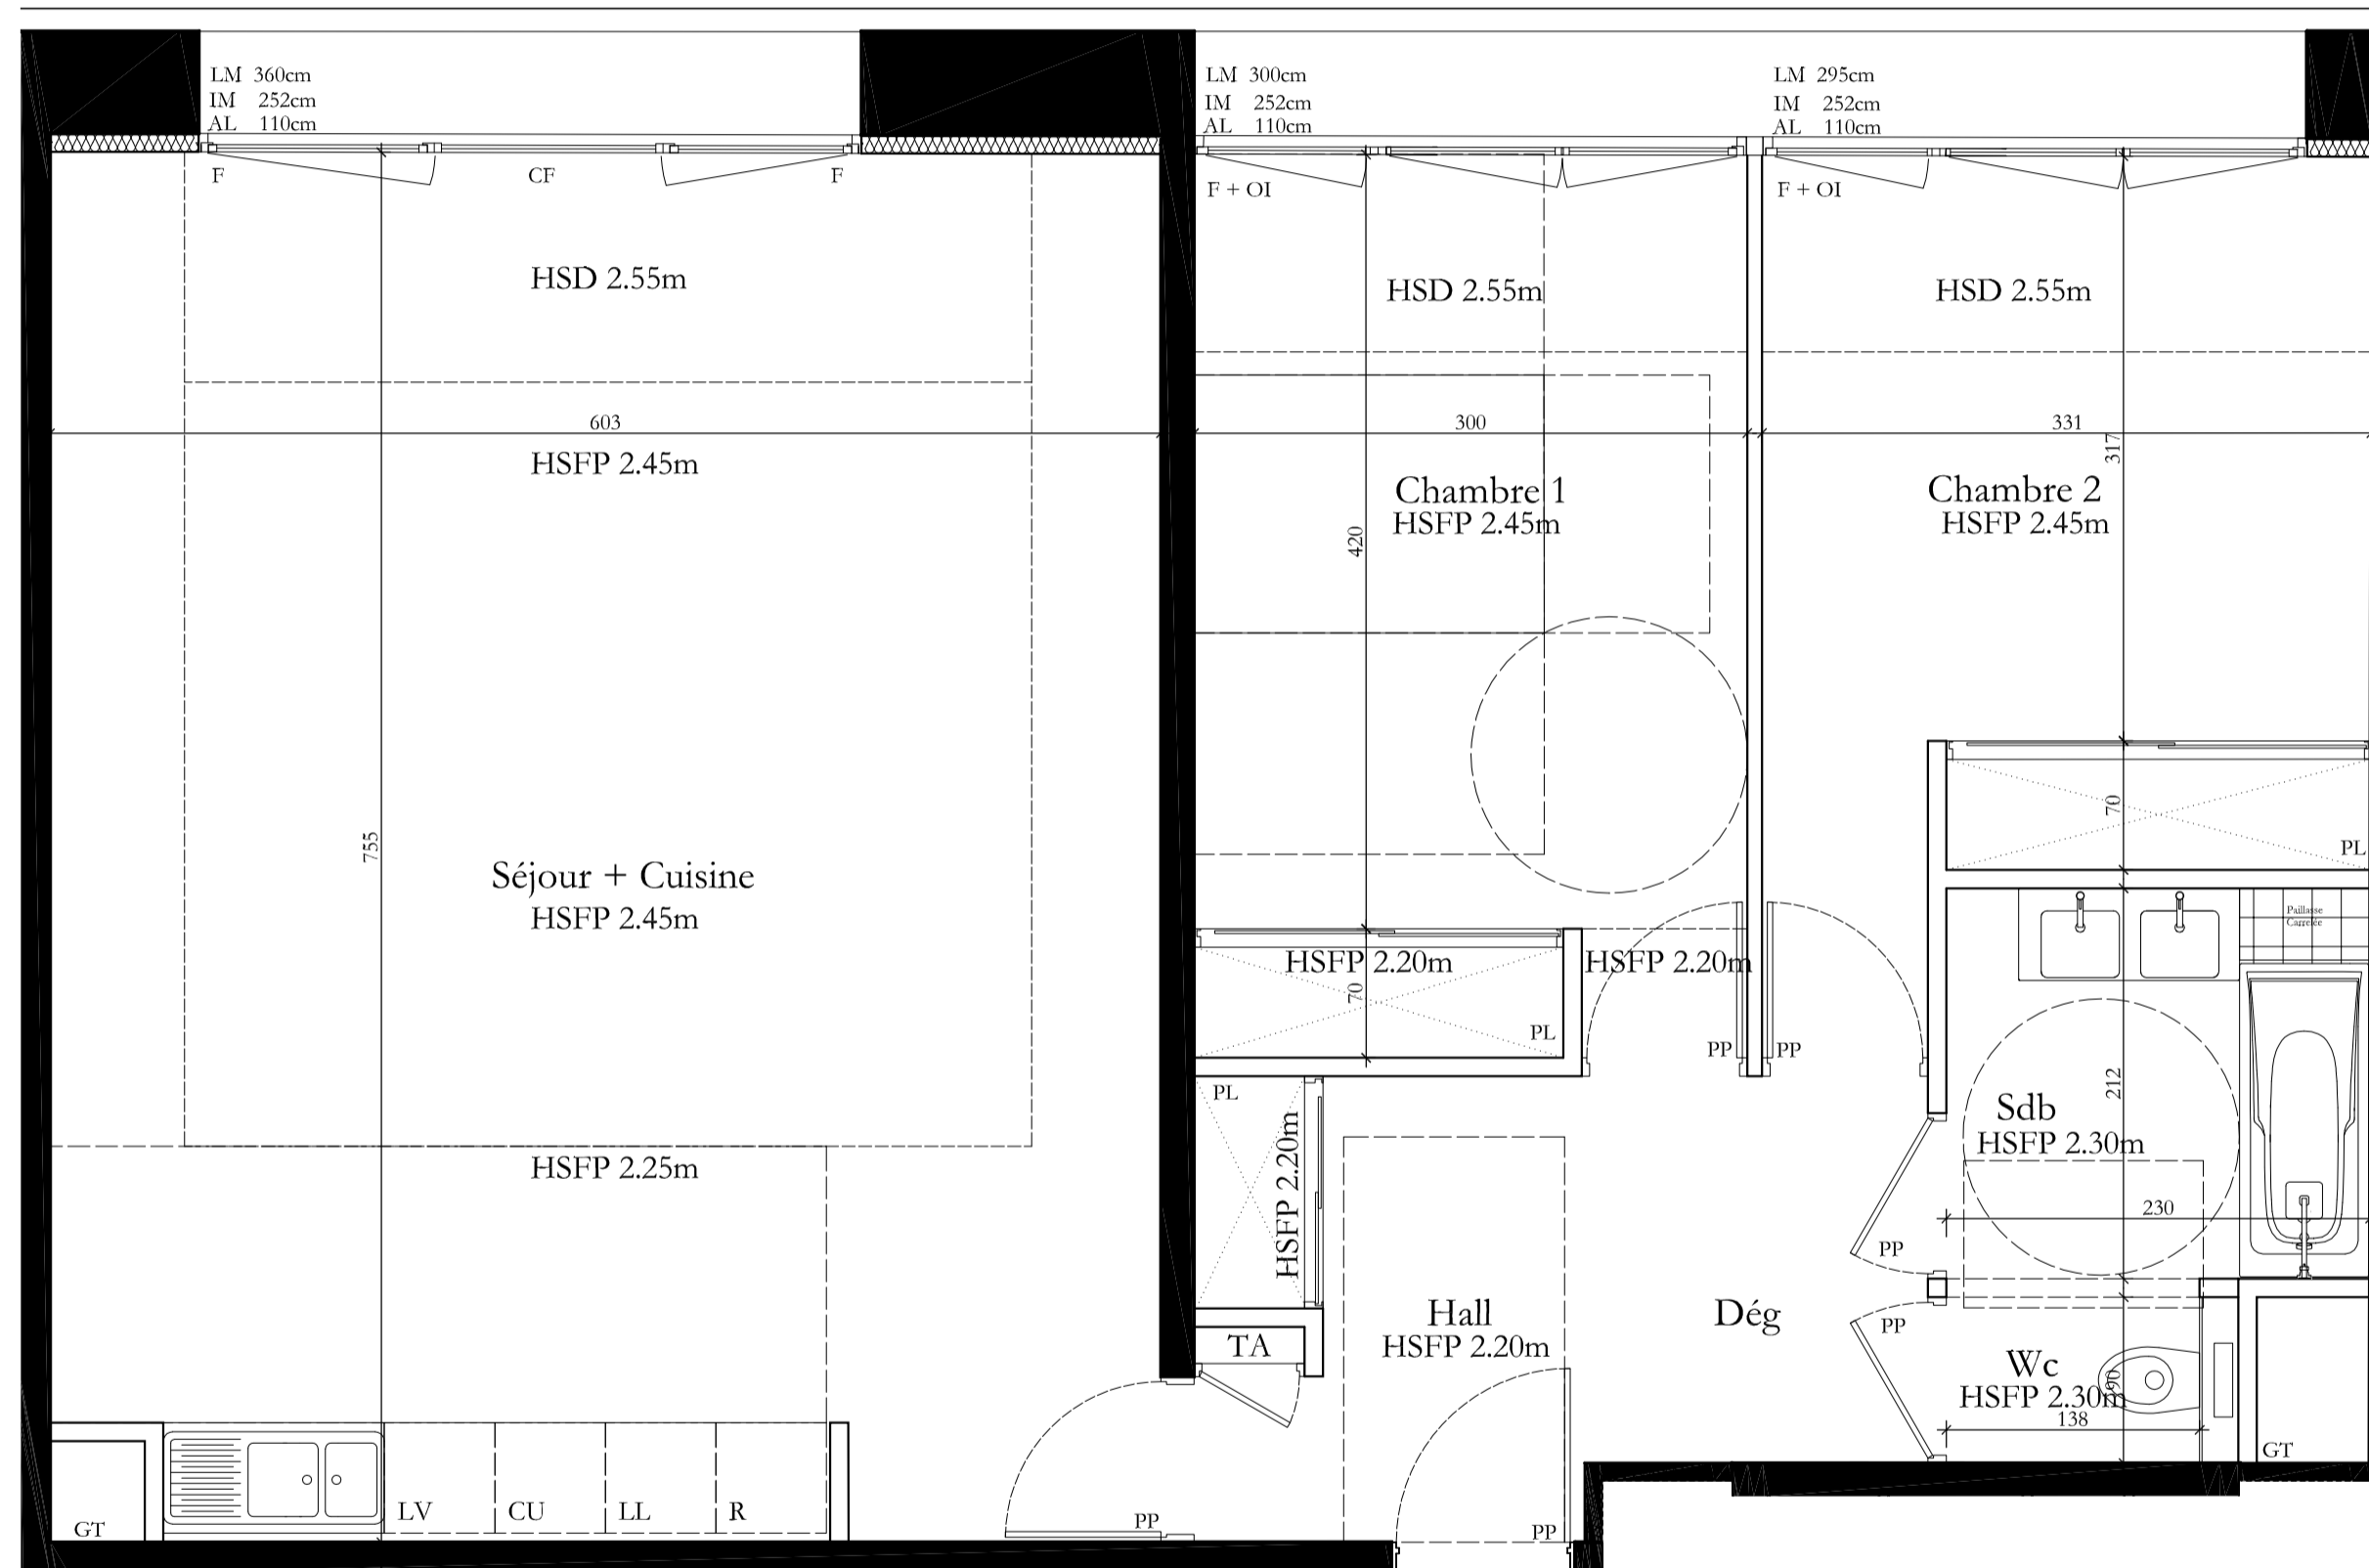 LM 360cm
IM 252cm
AL 110cm
LM 300cm
IM 252cm
AL 110cm
LM 295cm
IM 252cm
AL 110cm
F
CF
F
F + OI
F + OI
HSD 2.55m
HSD 2.55m
HSD 2.55m
603
300
331
317
HSFP 2.45m
Chambre 1
HSFP 2.45m
Chambre 2
HSFP 2.45m
420
755
Séjour + Cuisine
HSFP 2.45m
70
PL
Paillasse
Carrelée
HSFP 2.20m
HSFP 2.20m
70
PL
PP
PP
PL
HSFP 2.20m
212
Sdb
HSFP 2.30m
HSFP 2.25m
230
PP
Hall
HSFP 2.20m
Dég
TA
PP
Wc
HSFP 2.30m
90
138
GT
GT
LV
CU
LL
R
PP
PP